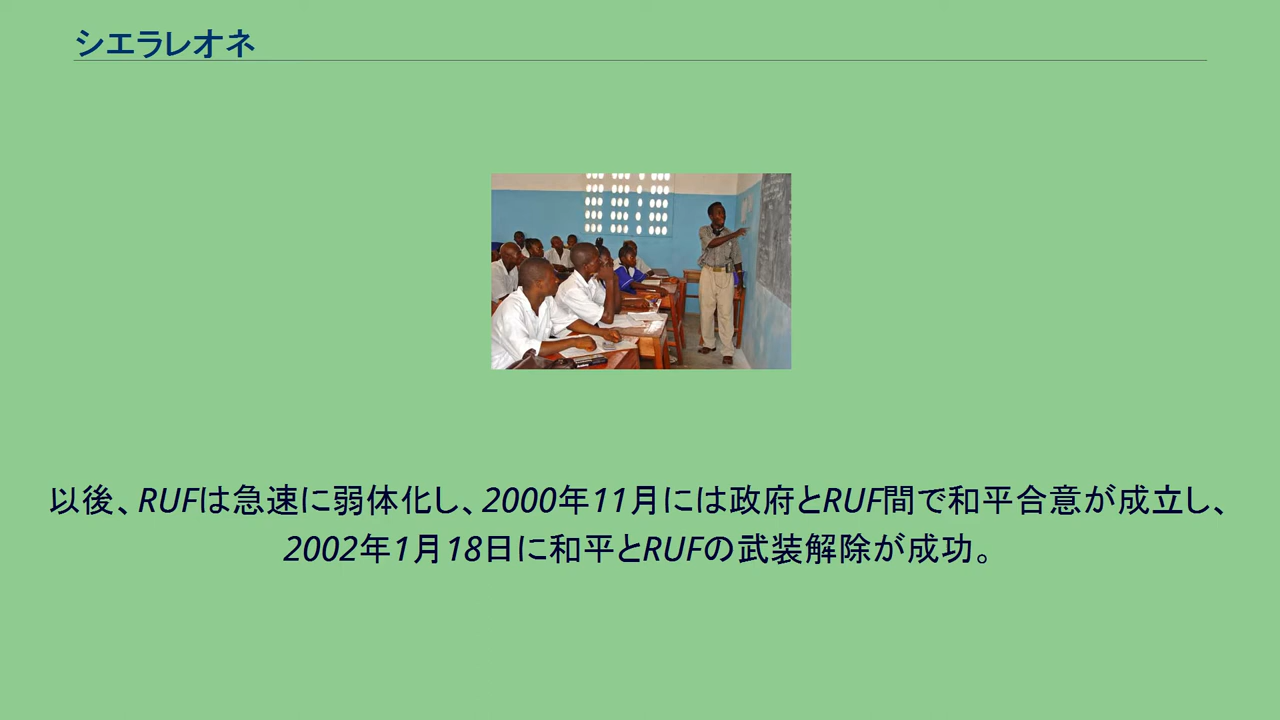 シエラレオネ
以後、RUFは急速に弱体化し、2000年11月には政府とRUF間で和平合意が成立し、
2002年1月18日に和平とRUFの武装解除が成功。